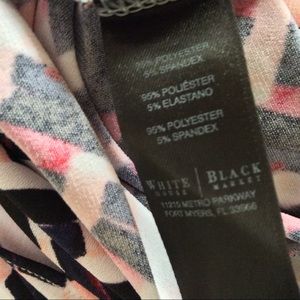 95% POLYESTER
5% SPANDEX
95% POLIÉSTER
5% ELASTANO
95% POLYESTER
5% SPANDEX
WHITE HOUSE | BLACK MARKET
11215 METRO PARKWAY
FORT MYERS, FL 33966